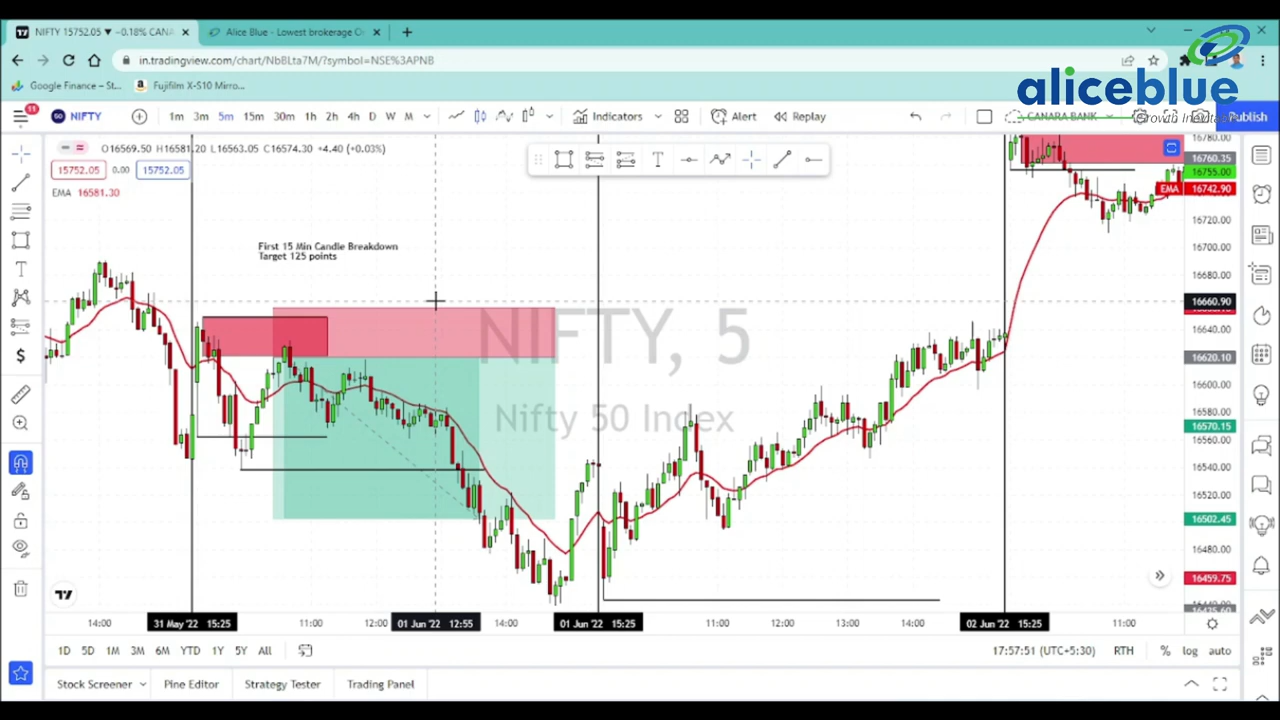 NIFTY 15752.05 ▼ −0.18% CANA
Alice Blue - Lowest brokerage
in.tradingview.com/chart/NbBLta7M/?symbol=NSE%3APNB
Google Finance – St...
Fujifilm X-S10 Mirro...
aliceblue
11
NIFTY
1m 3m 5m 15m 30m 1h 2h 4h D W M
Indicators
Alert
Replay
CANARA BANK
Publish
O16569.50 H16581.20 L16563.05 C16574.30 +4.40 (+0.03%)
15752.05 0.00 15752.05
EMA 16581.30
First 15 Min Candle Breakdown
Target 125 points
NIFTY, 5
Nifty 50 Index
16780.00
16760.35
16755.00
EMA 16742.90
16720.00
16700.00
16680.00
16660.90
16640.00
16620.10
16600.00
16580.00
16570.15
16560.00
16540.00
16520.00
16502.45
16480.00
16459.75
14:00
31 May '22 15:25
11:00
12:00
01 Jun '22 12:55
14:00
01 Jun '22 15:25
11:00
12:00
13:00
14:00
02 Jun '22 15:25
11:00
1D 5D 1M 3M 6M YTD 1Y 5Y All
17:57:51 (UTC+5:30) RTH % log auto
Stock Screener Pine Editor Strategy Tester Trading Panel